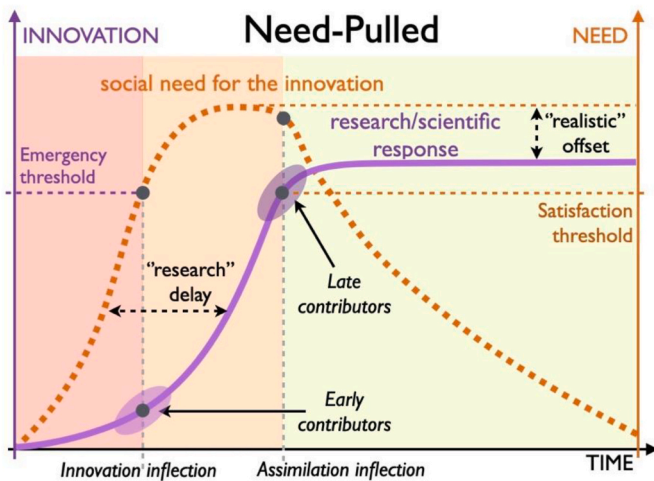 Need-Pulled
INNOVATION
NEED
social need for the innovation
research/scientific
response
"realistic"
offset
Emergency
threshold
Satisfaction
threshold
"research"
delay
Late
contributors
Early
contributors
TIME
Innovation inflection
Assimilation inflection